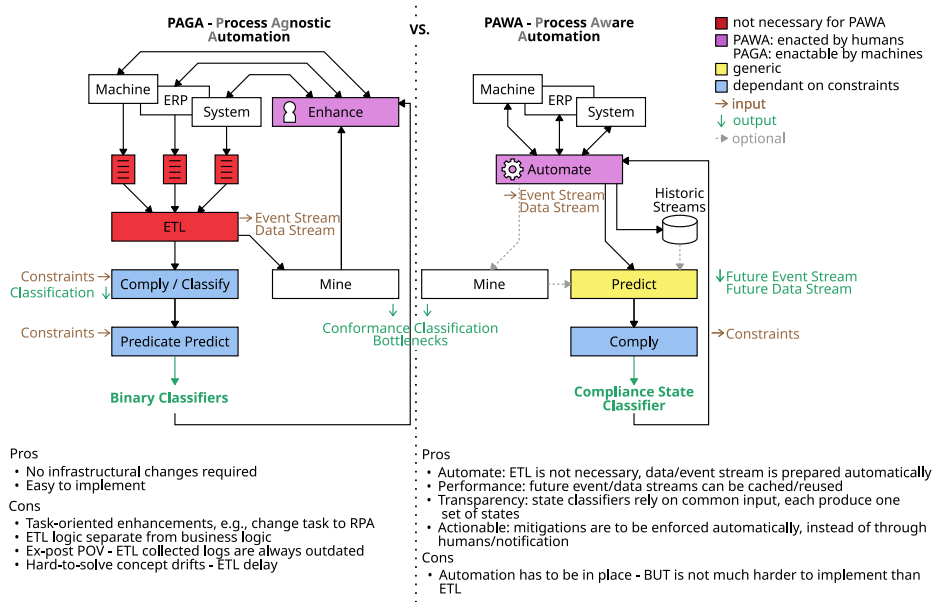 PAGA - Process Agnostic
Automation
VS.
PAWA - Process Aware
Automation
not necessary for PAWA
PAWA: enacted by humans
PAGA: enactable by machines
generic
dependant on constraints
input
output
optional
Machine
ERP
System
Enhance
ETL
Event Stream
Data Stream
Constraints
Classification
Comply / Classify
Mine
Constraints
Predicate Predict
Binary Classifiers
Conformance Classification
Bottlenecks
Machine
ERP
System
Automate
Event Stream
Data Stream
Historic
Streams
Mine
Predict
Future Event Stream
Future Data Stream
Comply
Constraints
Compliance State
Classifier
Pros
• No infrastructural changes required
• Easy to implement
Cons
• Task-oriented enhancements, e.g., change task to RPA
• ETL logic separate from business logic
• Ex-post POV - ETL collected logs are always outdated
• Hard-to-solve concept drifts - ETL delay
Pros
• Automate: ETL is not necessary, data/event stream is prepared automatically
• Performance: future event/data streams can be cached/reused
• Transparency: state classifiers rely on common input, each produce one
set of states
• Actionable: mitigations are to be enforced automatically, instead of through
humans/notification
Cons
• Automation has to be in place - BUT is not much harder to implement than
ETL